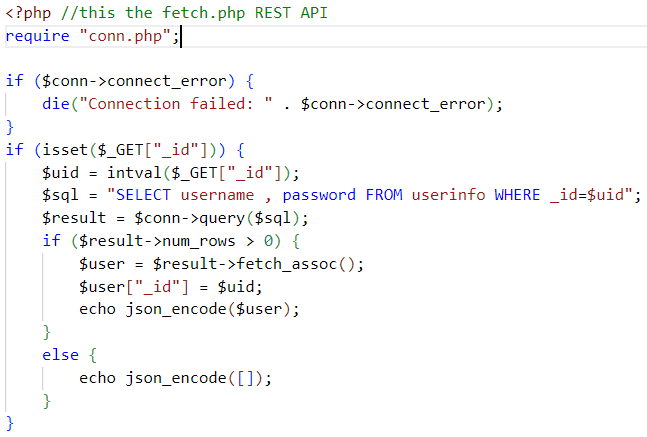 <?php //this the fetch.php REST API
require "conn.php";

if ($conn->connect_error) {
    die("Connection failed: " . $conn->connect_error);
}
if (isset($_GET["_id"])) {
    $uid = intval($_GET["_id"]);
    $sql = "SELECT username , password FROM userinfo WHERE _id=$uid";
    $result = $conn->query($sql);
    if ($result->num_rows > 0) {
        $user = $result->fetch_assoc();
        $user["_id"] = $uid;
        echo json_encode($user);
    }
    else {
        echo json_encode([]);
    }
}